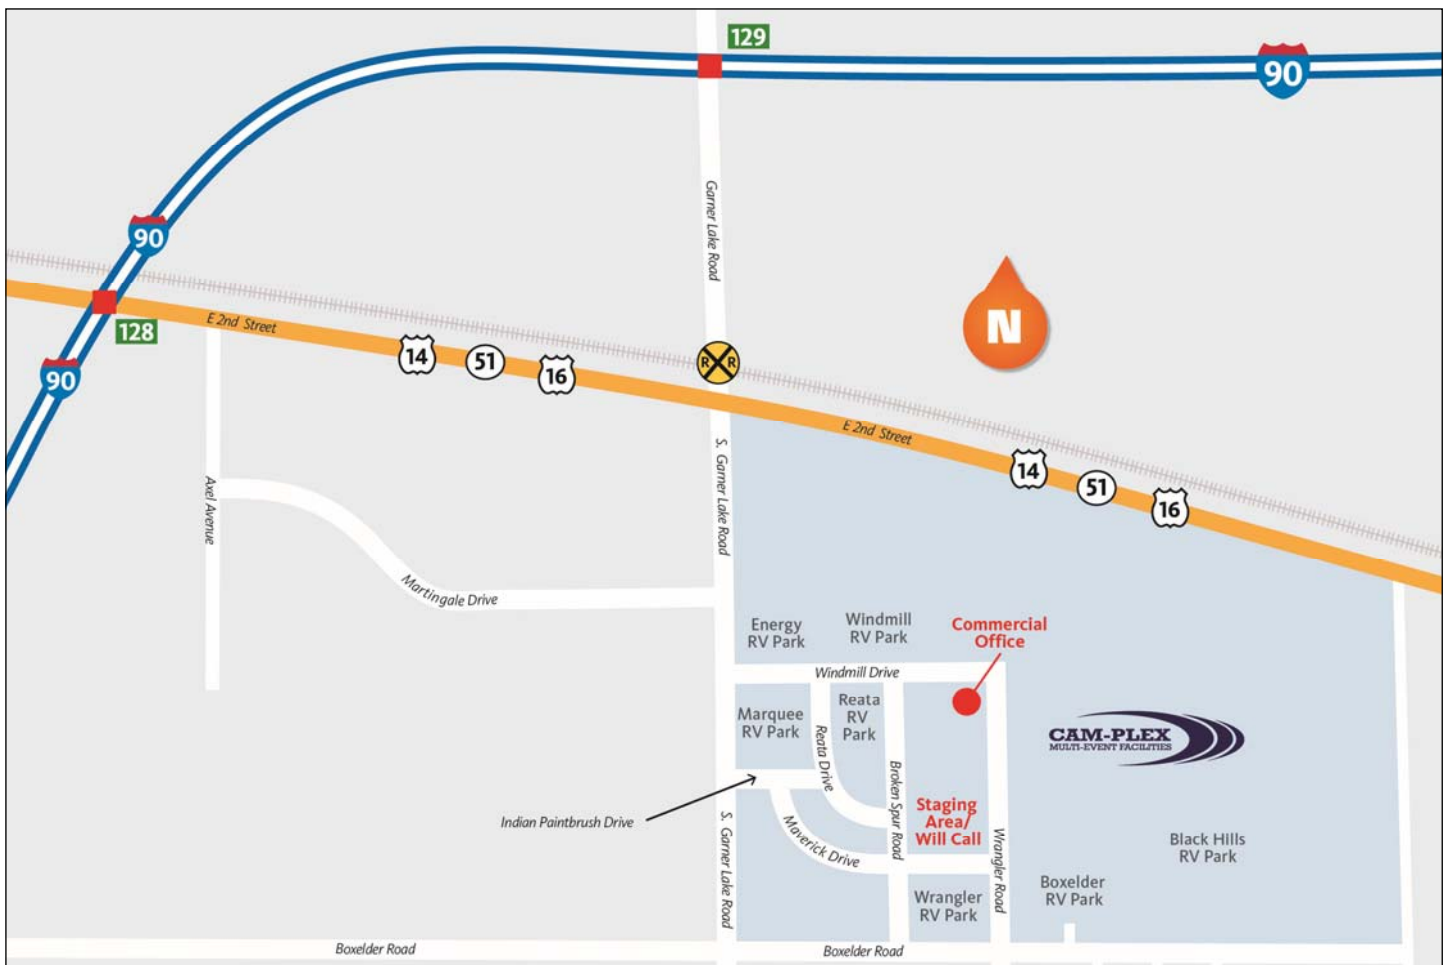 129
90
Garner Lake Road
90
N
128
E 2nd Street
R R
14
51
16
90
E 2nd Street
14
51
16
S. Garner Lake Road
Axel Avenue
Martingale Drive
Energy
RV Park
Windmill
RV Park
Commercial
Office
Windmill Drive
Marquee
RV Park
Reata
RV
Park
Reata Drive
CAM-PLEX
MULTI-EVENT FACILITIES
Broken Spur Road
Indian Paintbrush Drive
Staging
Area/
Will Call
Maverick Drive
S. Garner Lake Road
Wrangler Road
Black Hills
RV Park
Wrangler
RV Park
Boxelder
RV Park
Boxelder Road
Boxelder Road